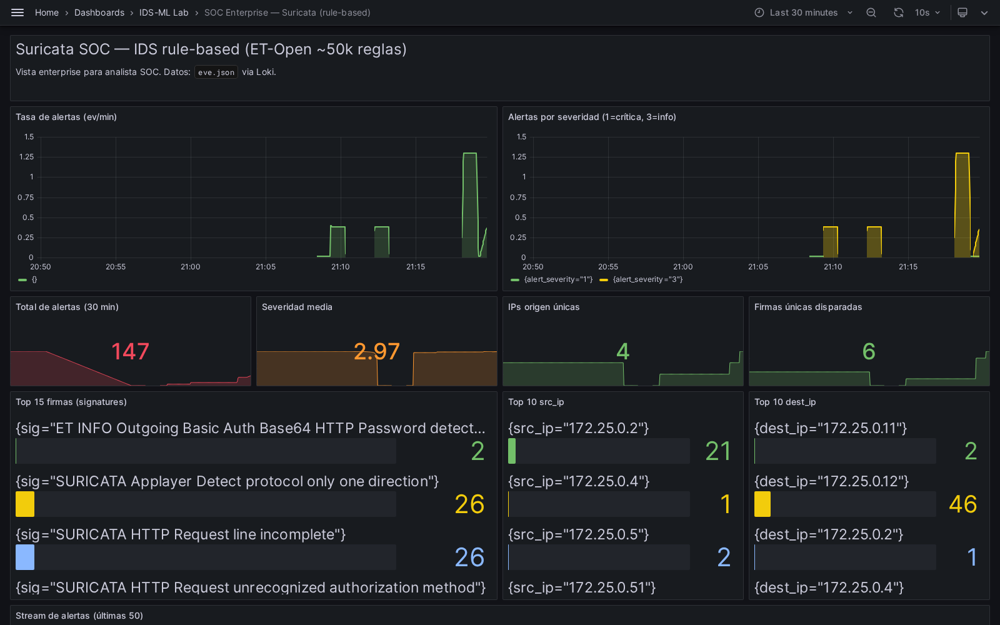 Home › Dashboards › IDS-ML Lab › SOC Enterprise — Suricata (rule-based)
Last 30 minutes
10s
Suricata SOC — IDS rule-based (ET-Open ~50k reglas)
Vista enterprise para analista SOC. Datos: eve.json via Loki.
Tasa de alertas (ev/min)
1.5
1.25
1
0.75
0.5
0.25
0
20:50 20:55 21:00 21:05 21:10 21:15
{}
Alertas por severidad (1=crítica, 3=info)
1.5
1.25
1
0.75
0.5
0.25
0
20:50 20:55 21:00 21:05 21:10 21:15
{alert_severity="1"} {alert_severity="3"}
Total de alertas (30 min)
147
Severidad media
2.97
IPs origen únicas
4
Firmas únicas disparadas
6
Top 15 firmas (signatures)
{sig="ET INFO Outgoing Basic Auth Base64 HTTP Password detect...
2
{sig="SURICATA Applayer Detect protocol only one direction"}
26
{sig="SURICATA HTTP Request line incomplete"}
26
{sig="SURICATA HTTP Request unrecognized authorization method"}
Top 10 src_ip
{src_ip="172.25.0.2"}
21
{src_ip="172.25.0.4"}
1
{src_ip="172.25.0.5"}
2
{src_ip="172.25.0.51"}
Top 10 dest_ip
{dest_ip="172.25.0.11"}
2
{dest_ip="172.25.0.12"}
46
{dest_ip="172.25.0.2"}
1
{dest_ip="172.25.0.4"}
Stream de alertas (últimas 50)